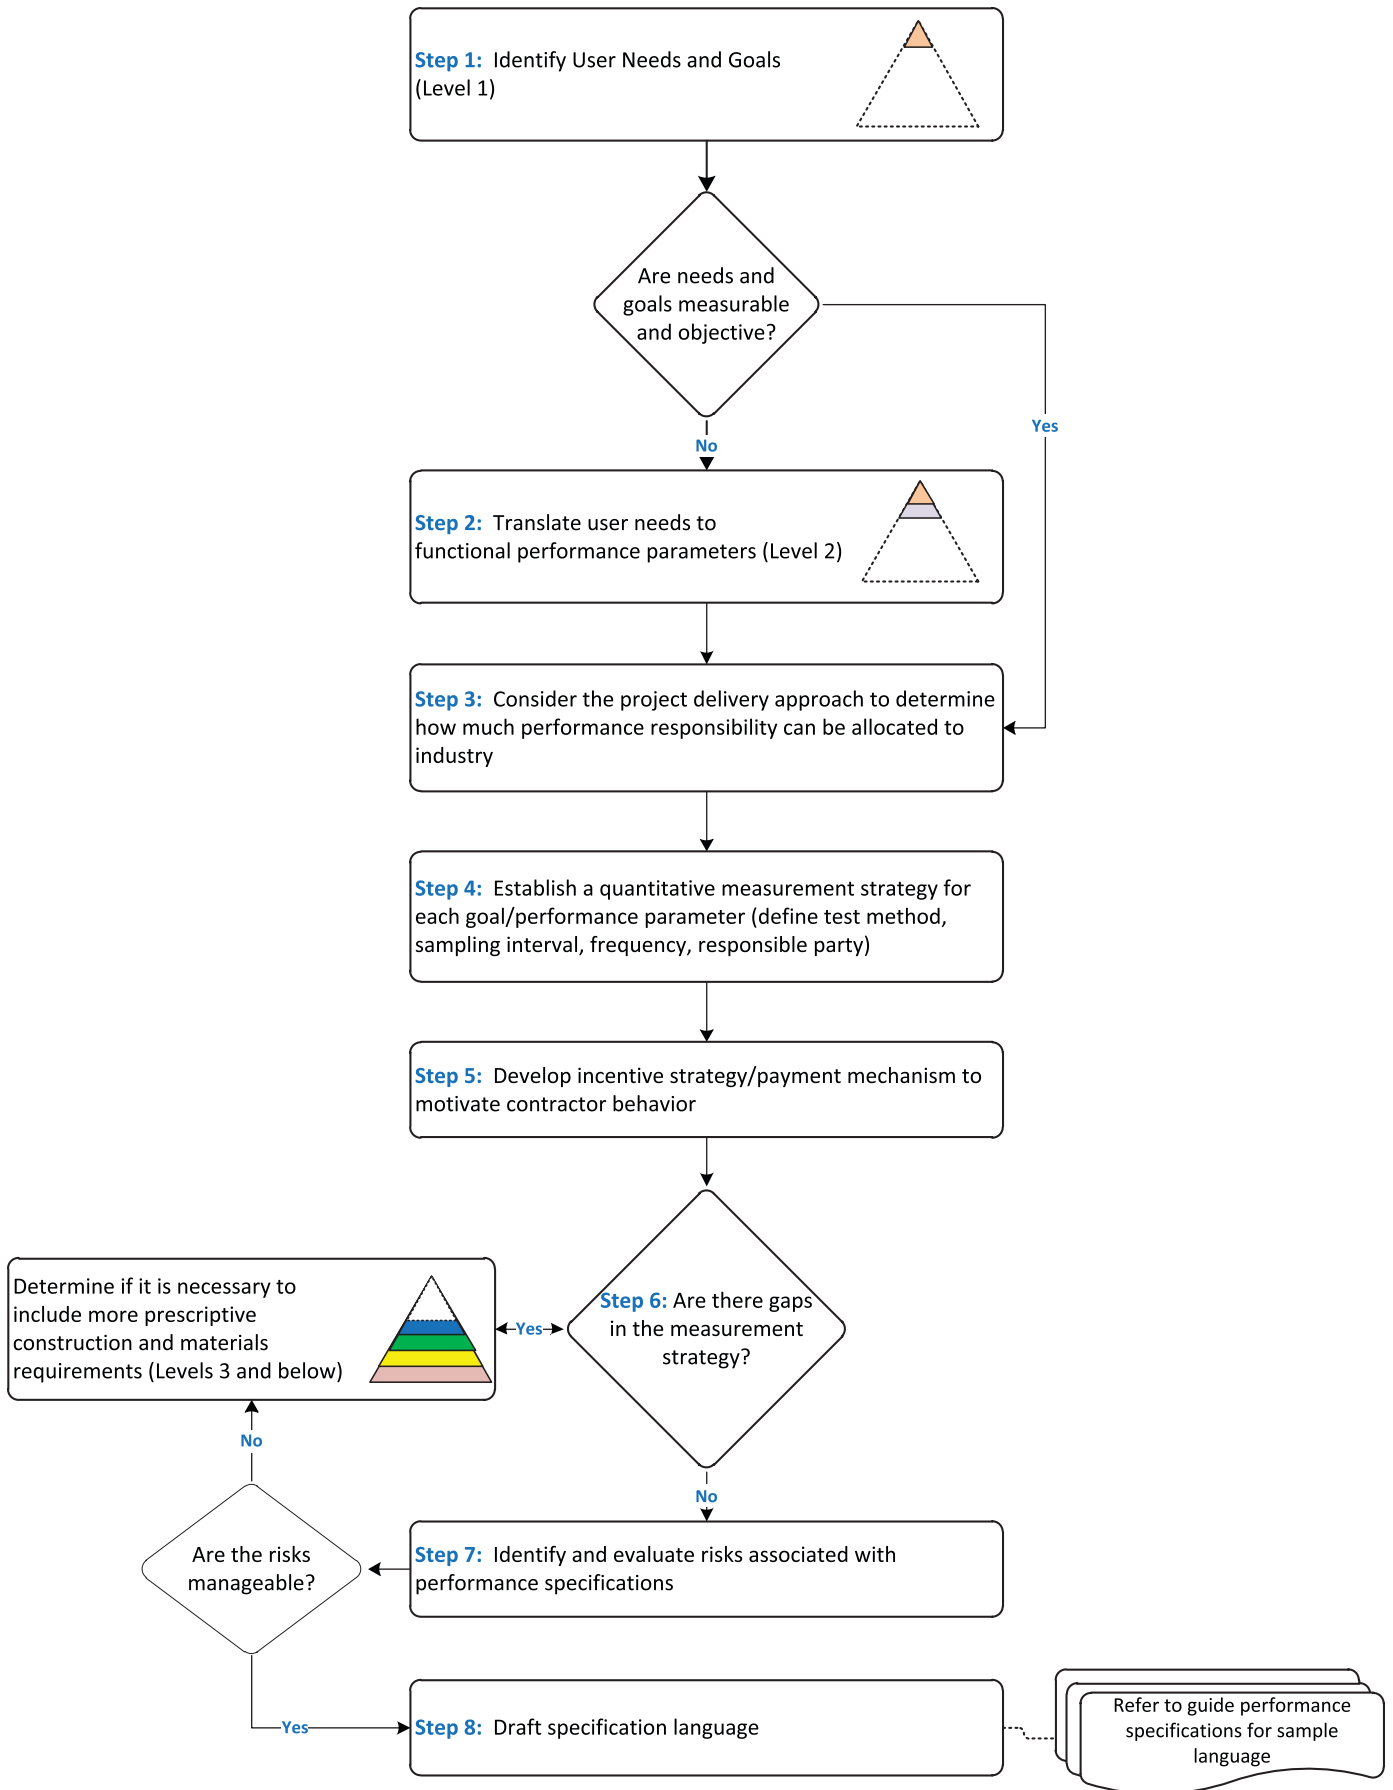 Step 1: Identify User Needs and Goals
(Level 1)
Are needs and
goals measurable
and objective?
Yes
No
Step 2: Translate user needs to
functional performance parameters (Level 2)
Step 3: Consider the project delivery approach to determine
how much performance responsibility can be allocated to
industry
Step 4: Establish a quantitative measurement strategy for
each goal/performance parameter (define test method,
sampling interval, frequency, responsible party)
Step 5: Develop incentive strategy/payment mechanism to
motivate contractor behavior
Step 6: Are there gaps
in the measurement
strategy?
Yes
Determine if it is necessary to
include more prescriptive
construction and materials
requirements (Levels 3 and below)
No
No
Step 7: Identify and evaluate risks associated with
performance specifications
Are the risks
manageable?
Yes
Step 8: Draft specification language
Refer to guide performance
specifications for sample
language